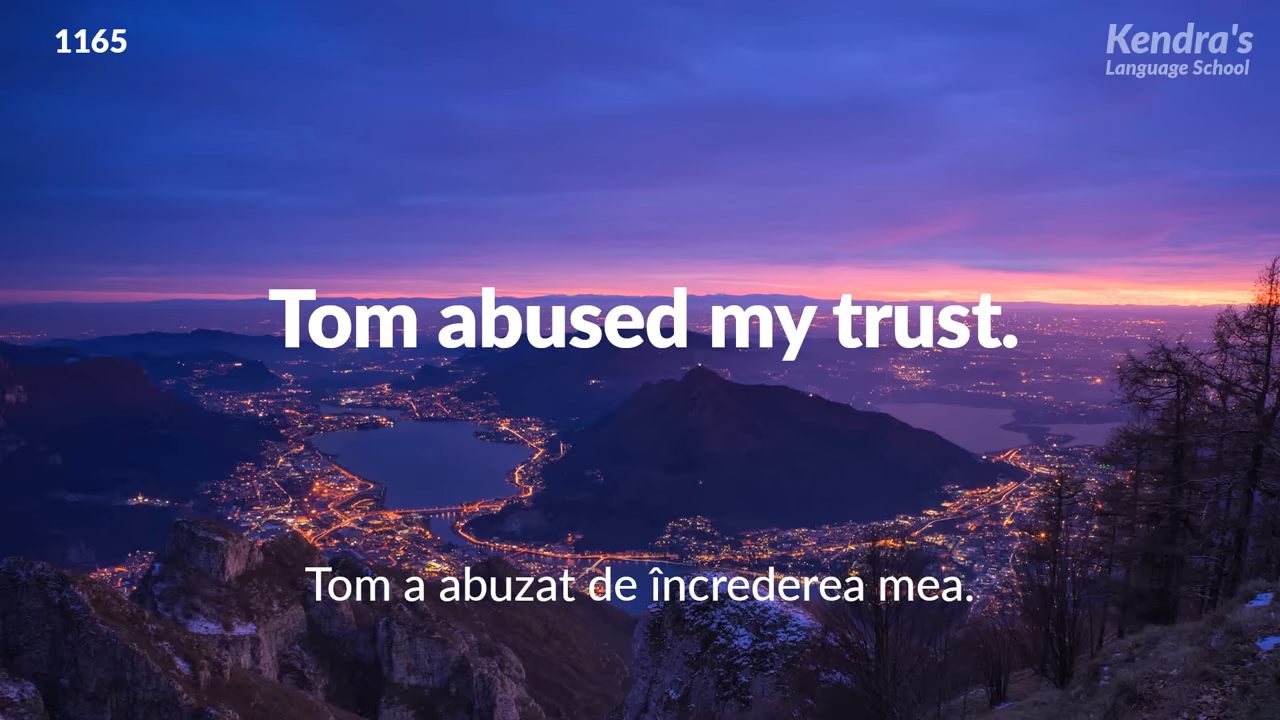 1165
Kendra's
Language School
Tom abused my trust.
Tom a abuzat de încrederea mea.